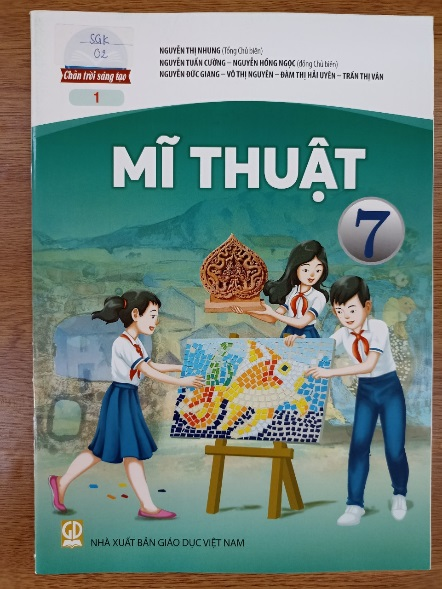 SGK
02
Chân trời sáng tạo
1
NGUYỄN THỊ NHUNG (Tổng Chủ biên)
NGUYỄN TUẤN CƯỜNG – NGUYỄN HỒNG NGỌC (đồng Chủ biên)
NGUYỄN ĐỨC GIANG – VÕ THỊ NGUYÊN – ĐÀM THỊ HẢI UYÊN – TRẦN THỊ VÂN
MĨ THUẬT
7
GD
NHÀ XUẤT BẢN GIÁO DỤC VIỆT NAM